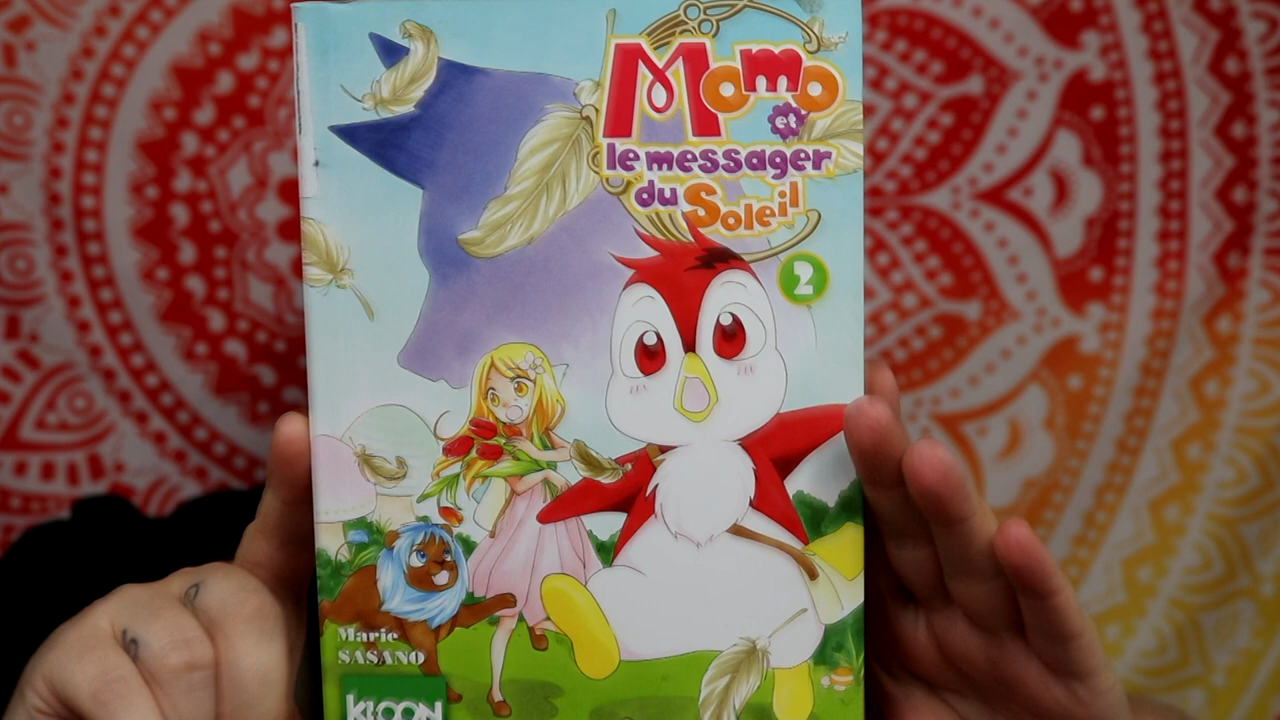 Momo
et
le messager
du Soleil
2
Marie
SASANO
KI-OON